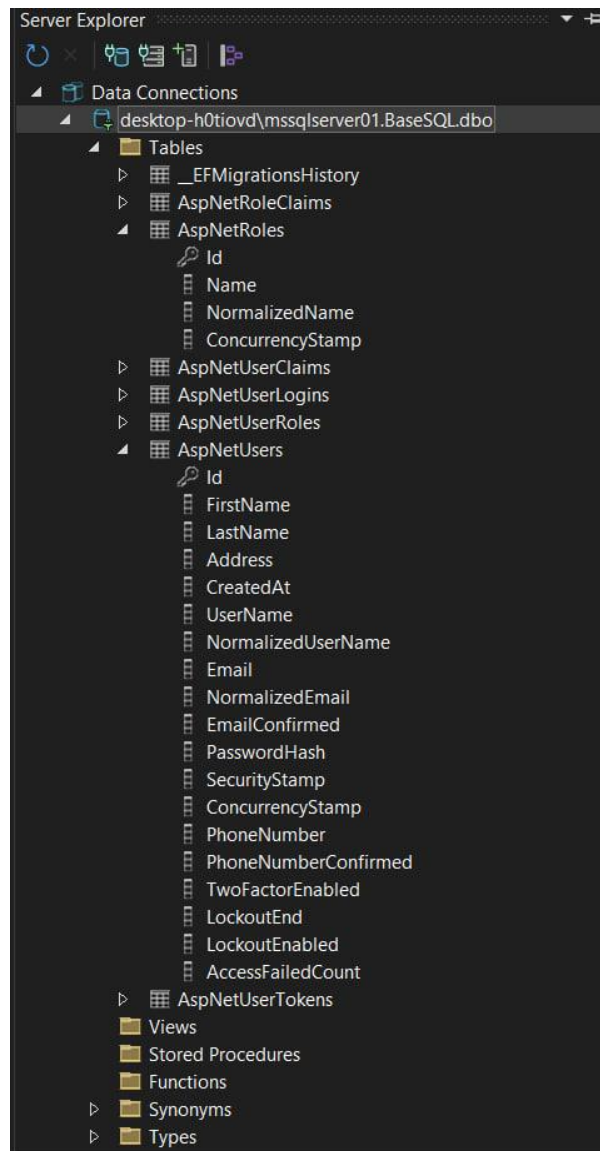 Server Explorer
Data Connections
desktop-h0tiovd\mssqlserver01.BaseSQL.dbo
Tables
__EFMigrationsHistory
AspNetRoleClaims
AspNetRoles
Id
Name
NormalizedName
ConcurrencyStamp
AspNetUserClaims
AspNetUserLogins
AspNetUserRoles
AspNetUsers
Id
FirstName
LastName
Address
CreatedAt
UserName
NormalizedUserName
Email
NormalizedEmail
EmailConfirmed
PasswordHash
SecurityStamp
ConcurrencyStamp
PhoneNumber
PhoneNumberConfirmed
TwoFactorEnabled
LockoutEnd
LockoutEnabled
AccessFailedCount
AspNetUserTokens
Views
Stored Procedures
Functions
Synonyms
Types